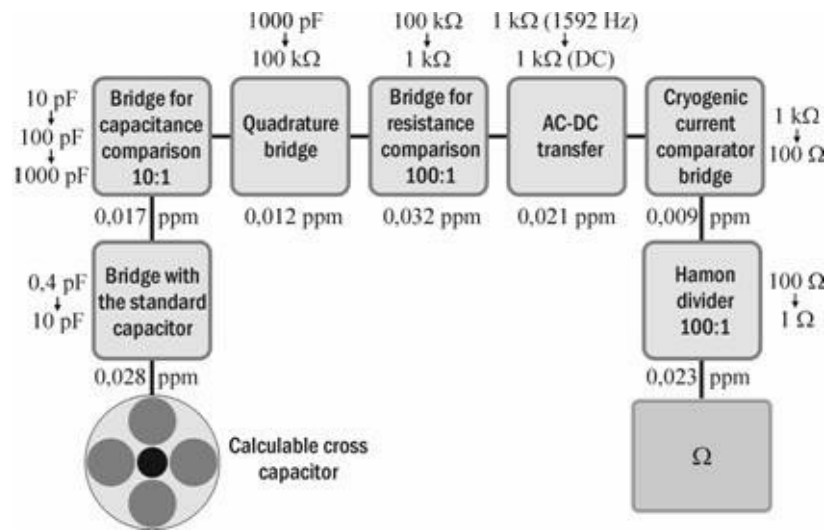 1000 pF
↓
100 kΩ
100 kΩ
↓
1 kΩ
1 kΩ (1592 Hz)
↓
1 kΩ (DC)
10 pF
↓
100 pF
↓
1000 pF
Bridge for
capacitance
comparison
10:1
Quadrature
bridge
Bridge for
resistance
comparison
100:1
AC-DC
transfer
Cryogenic
current
comparator
bridge
1 kΩ
↓
100 Ω
0,017 ppm
0,012 ppm
0,032 ppm
0,021 ppm
0,009 ppm
0,4 pF
↓
10 pF
Bridge with
the standard
capacitor
Hamon
divider
100:1
100 Ω
↓
1 Ω
0,028 ppm
0,023 ppm
Calculable cross
capacitor
Ω